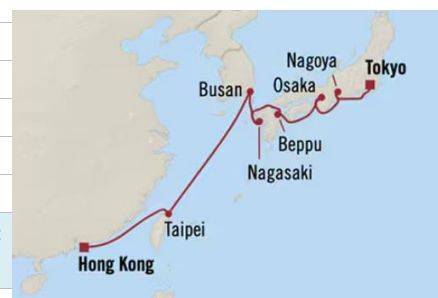 Nagoya
Tokyo
Busan
Osaka
Beppu
Nagasaki
Taipei
Hong Kong